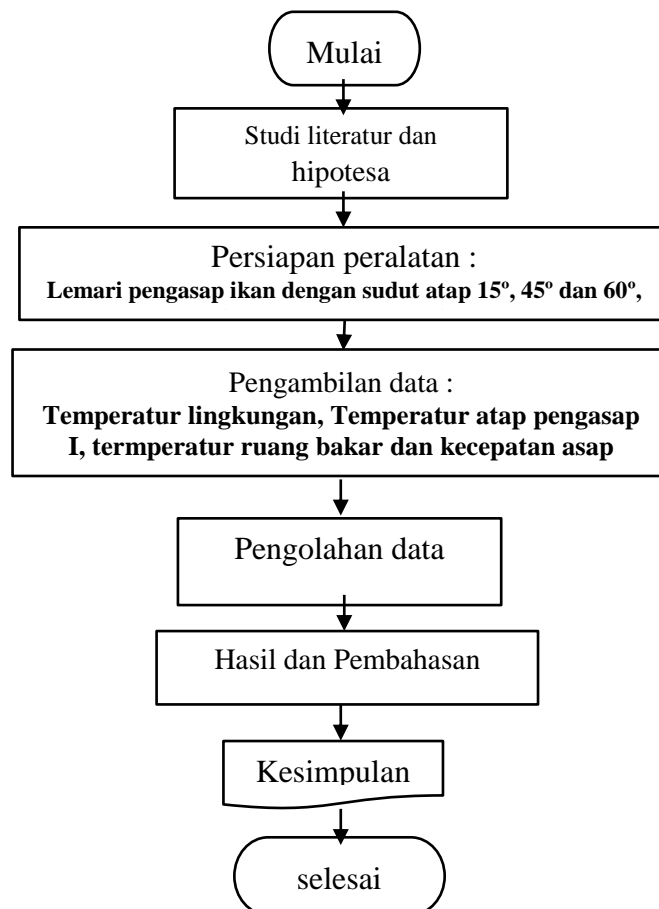 Mulai
Studi literatur dan
hipotesa
Persiapan peralatan :
Lemari pengasap ikan dengan sudut atap 15º, 45º dan 60º,
Pengambilan data :
Temperatur lingkungan, Temperatur atap pengasap
I, termperatur ruang bakar dan kecepatan asap
Pengolahan data
Hasil dan Pembahasan
Kesimpulan
selesai